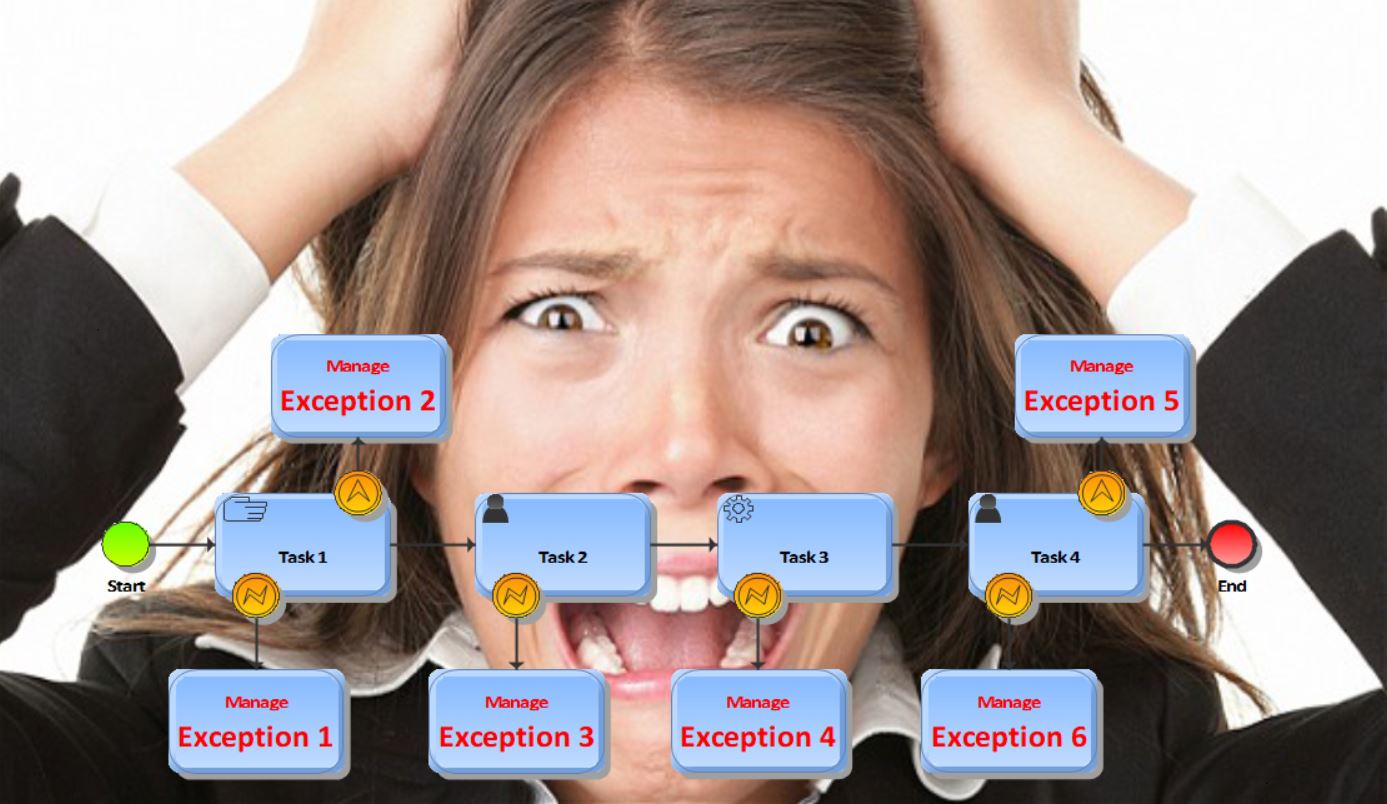 Manage
Exception 2
Manage
Exception 5
Task 1
Task 2
Task 3
Task 4
Start
End
Manage
Exception 1
Manage
Exception 3
Manage
Exception 4
Manage
Exception 6